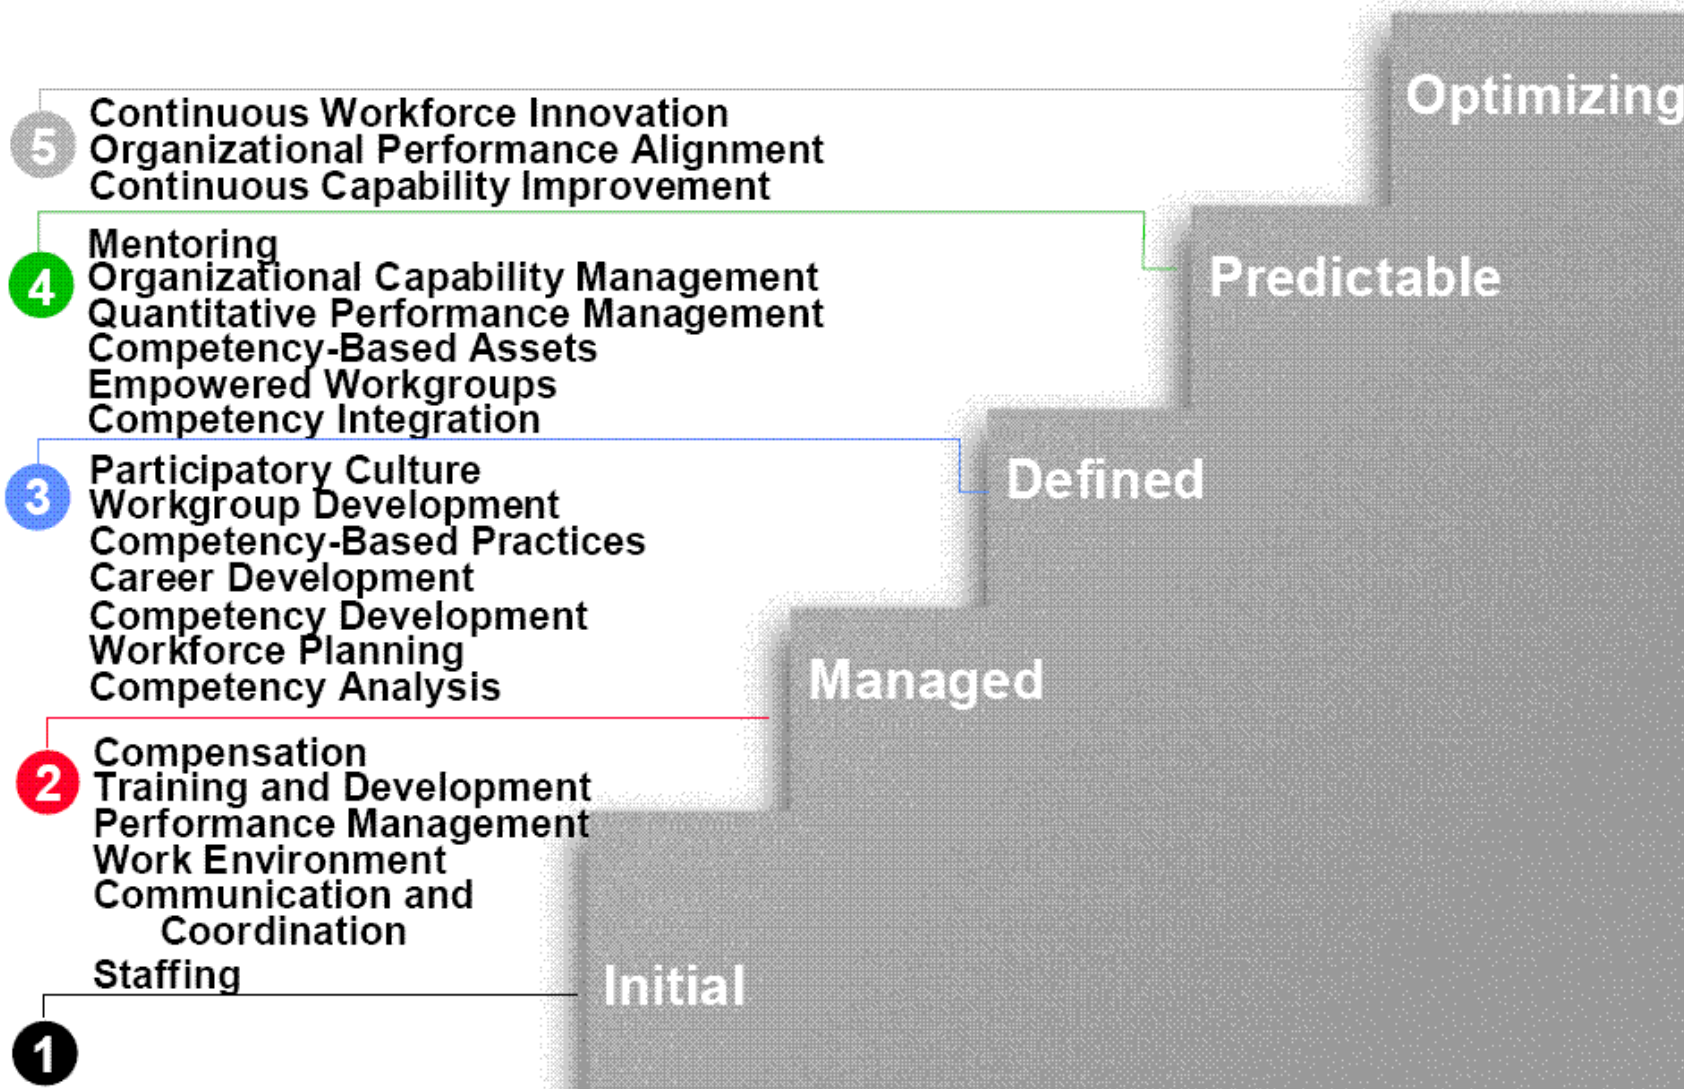 Optimizing
5
Continuous Workforce Innovation
Organizational Performance Alignment
Continuous Capability Improvement
Predictable
4
Mentoring
Organizational Capability Management
Quantitative Performance Management
Competency-Based Assets
Empowered Workgroups
Competency Integration
Defined
3
Participatory Culture
Workgroup Development
Competency-Based Practices
Career Development
Competency Development
Workforce Planning
Competency Analysis
Managed
2
Compensation
Training and Development
Performance Management
Work Environment
Communication and
Coordination
Staffing
Initial
1